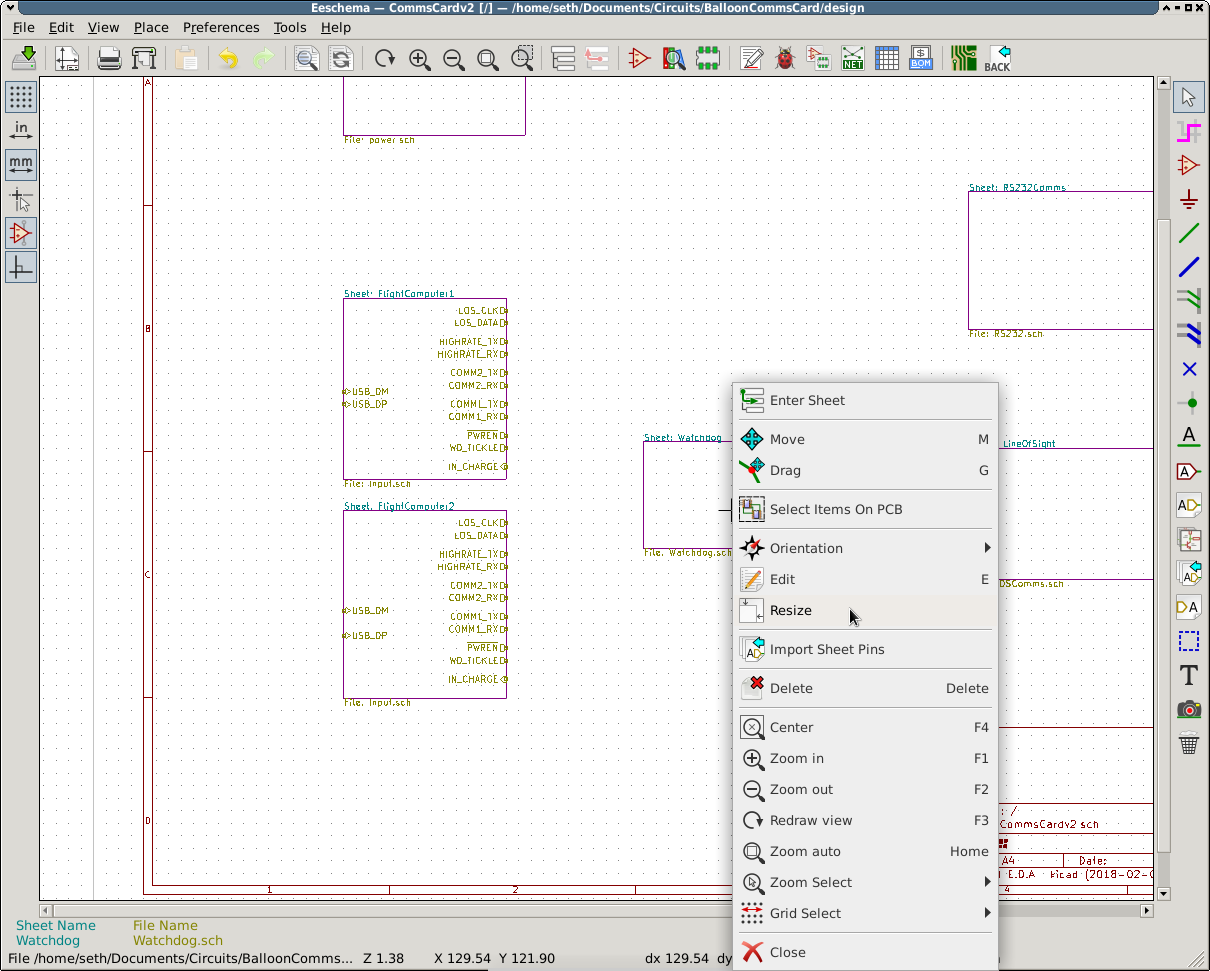 Eeschema — CommsCardv2 [/] — /home/seth/Documents/Circuits/BalloonCommsCard/design
File Edit View Place Preferences Tools Help
NET
BOM
BACK
in
mm
A
File: power.sch
Sheet: RS232Comms
File: RS232.sch
Sheet: FlightComputer1
LOS_CLK
LOS_DATA
B
HIGHRATE_TX
HIGHRATE_RX
COMM2_TX
COMM2_RX
USB_DM
USB_DP
COMM1_TX
COMM1_RX
PWREN
WD_TICKLE
IN_CHARGE
File: Input.sch
Sheet: FlightComputer2
LOS_CLK
LOS_DATA
HIGHRATE_TX
HIGHRATE_RX
C
COMM2_TX
COMM2_RX
USB_DM
COMM1_TX
COMM1_RX
USB_DP
PWREN
WD_TICKLE
IN_CHARGE
File: Input.sch
Sheet: Watchdog
File: Watchdog.sch
LineOfSight
DSComms.sch
Enter Sheet
Move M
Drag G
Select Items On PCB
Orientation
Edit E
Resize
Import Sheet Pins
Delete Delete
Center F4
Zoom in F1
Zoom out F2
Redraw view F3
Zoom auto Home
Zoom Select
Grid Select
Close
D
1
2
: /
CommsCardv2.sch
A4 Date:
E.D.A. kicad (2018-02-
4
A
A
D
D
A
T
Sheet Name File Name
Watchdog Watchdog.sch
File /home/seth/Documents/Circuits/BalloonComms... Z 1.38 X 129.54 Y 121.90 dx 129.54 dy